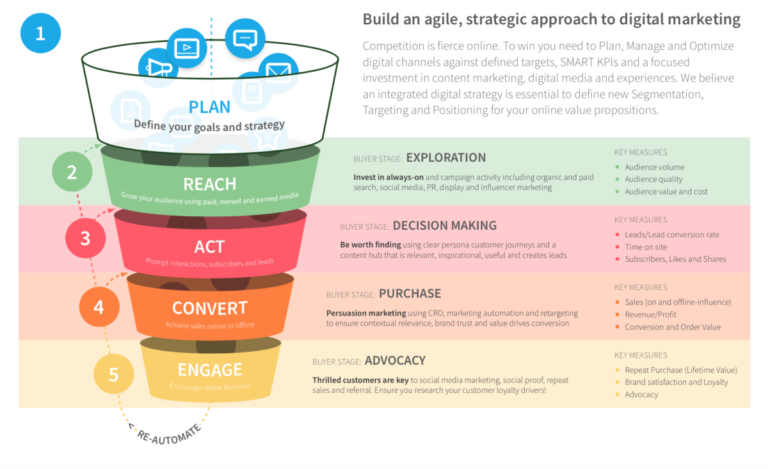 1
Build an agile, strategic approach to digital marketing
Competition is fierce online. To win you need to Plan, Manage and Optimize
digital channels against defined targets, SMART KPIs and a focused
investment in content marketing, digital media and experiences. We believe
an integrated digital strategy is essential to define new Segmentation,
Targeting and Positioning for your online value propositions.
PLAN
Define your goals and strategy
2
REACH
Grow your audience using paid, owned and earned media
BUYER STAGE: EXPLORATION
Invest in always-on and campaign activity including organic and paid
search, social media, PR, display and influencer marketing
KEY MEASURES
Audience volume
Audience quality
Audience value and cost
3
ACT
Prompt interactions, subscribers and leads
BUYER STAGE: DECISION MAKING
Be worth finding using clear persona customer journeys and a
content hub that is relevant, inspirational, useful and creates leads
KEY MEASURES
Leads/Lead conversion rate
Time on site
Subscribers, Likes and Shares
4
CONVERT
Achieve sales online or offline
BUYER STAGE: PURCHASE
Persuasion marketing using CRO, marketing automation and retargeting
to ensure contextual relevance, brand trust and value drives conversion
KEY MEASURES
Sales (on and offline-influence)
Revenue/Profit
Conversion and Order Value
5
ENGAGE
Encourage repeat business
BUYER STAGE: ADVOCACY
Thrilled customers are key to social media marketing, social proof, repeat
sales and referral. Ensure you research your customer loyalty drivers!
KEY MEASURES
Repeat Purchase (Lifetime Value)
Brand satisfaction and Loyalty
Advocacy
RE-AUTOMATE